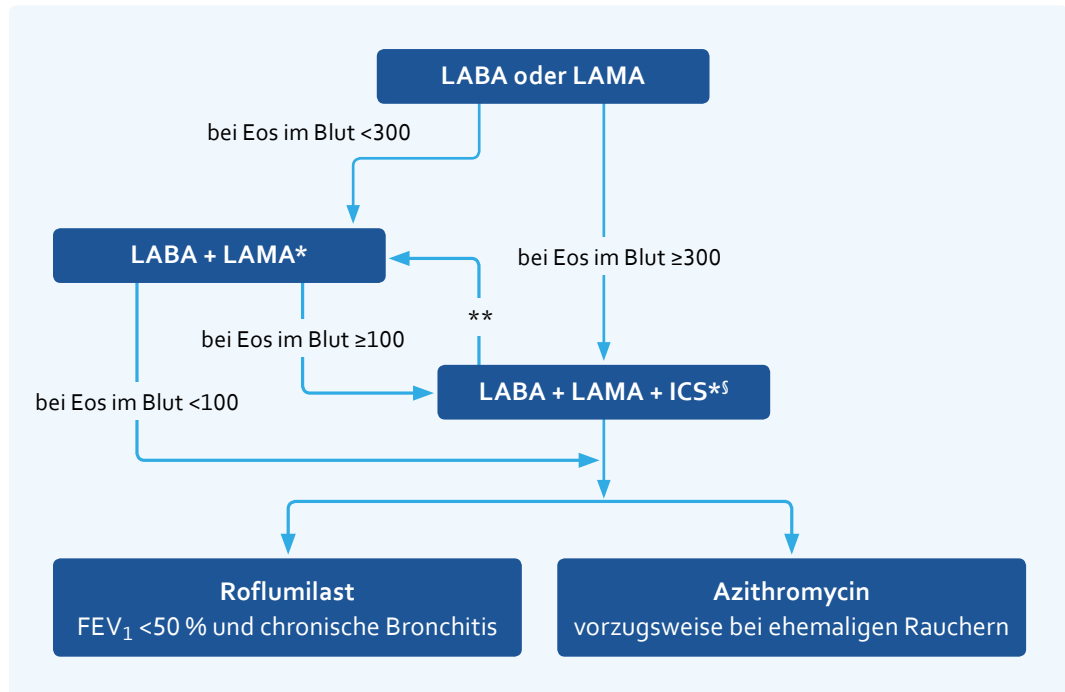 LABA oder LAMA
bei Eos im Blut <300
LABA + LAMA*
bei Eos im Blut ≥300
**
bei Eos im Blut ≥100
LABA + LAMA + ICS*§
bei Eos im Blut <100
Roflumilast
FEV₁ <50 % und chronische Bronchitis
Azithromycin
vorzugsweise bei ehemaligen Rauchern